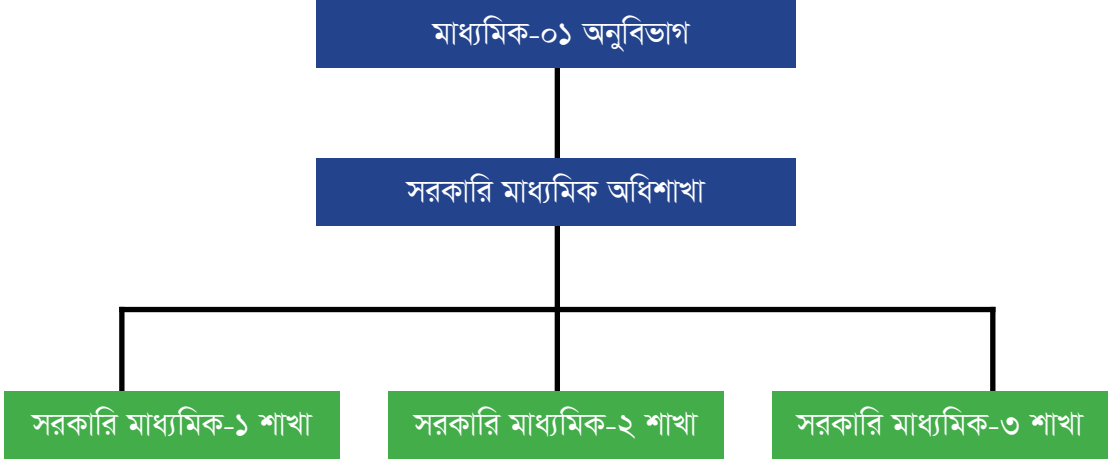 মাধ্যমিক-০১ অনুবিভাগ
সরকারি মাধ্যমিক অধিশাখা
সরকারি মাধ্যমিক-১ শাখা
সরকারি মাধ্যমিক-২ শাখা
সরকারি মাধ্যমিক-৩ শাখা